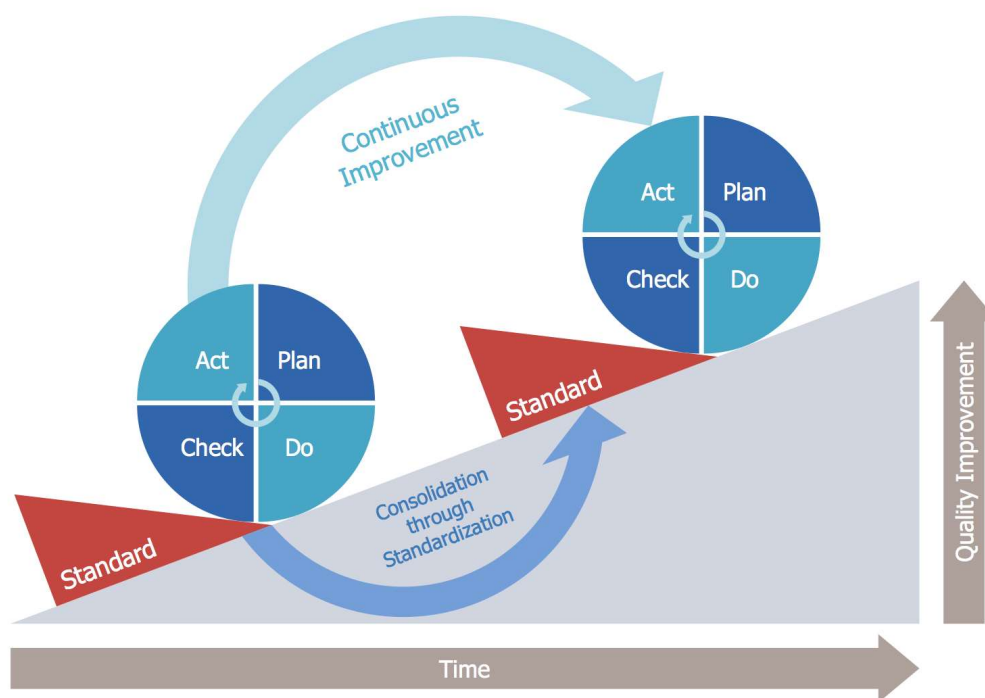 Continuous
Improvement
Act Plan
Check Do
Standard
Act Plan
Check Do
Standard
Consolidation
through
Standardization
Quality Improvement
Time